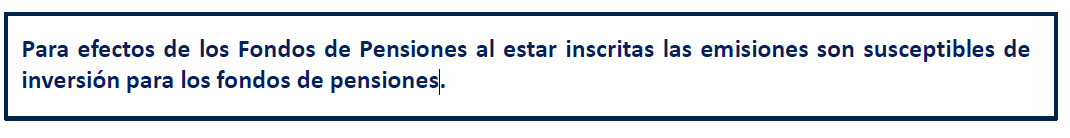 Para efectos de los Fondos de Pensiones al estar inscritas las emisiones son susceptibles de
inversión para los fondos de pensiones.